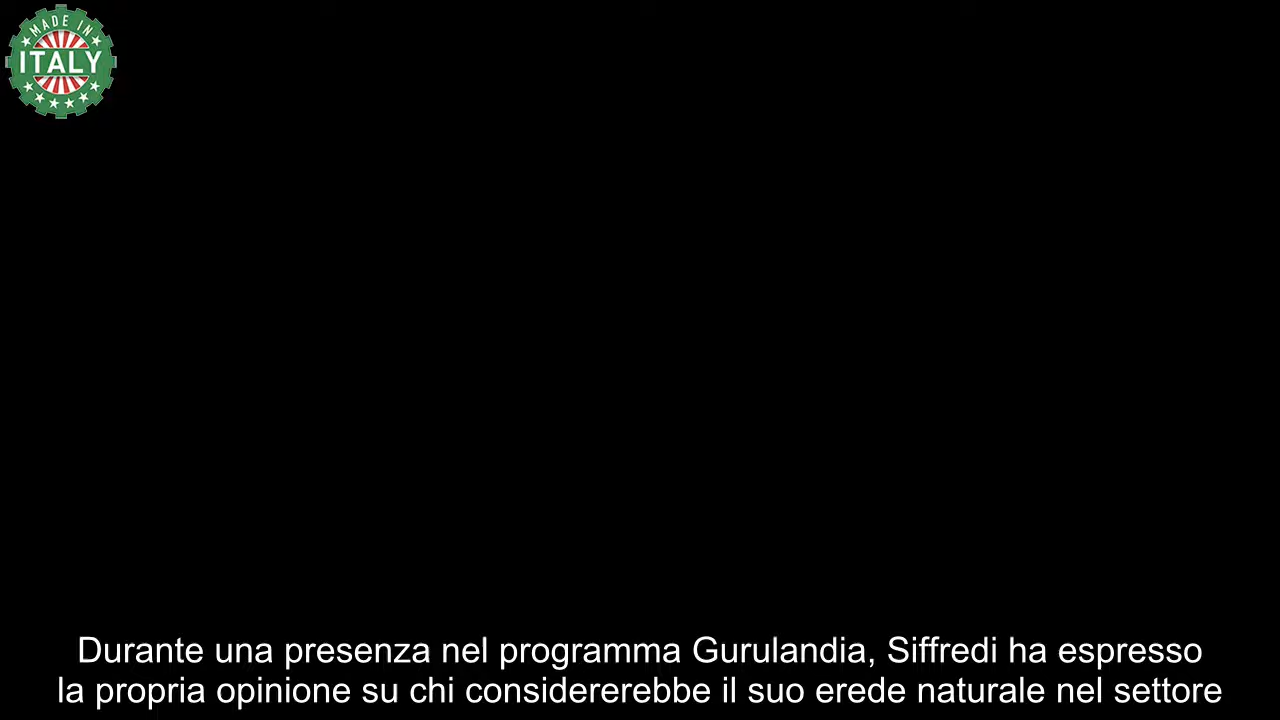 MADE IN
ITALY
Durante una presenza nel programma Gurulandia, Siffredi ha espresso
la propria opinione su chi considererebbe il suo erede naturale nel settore